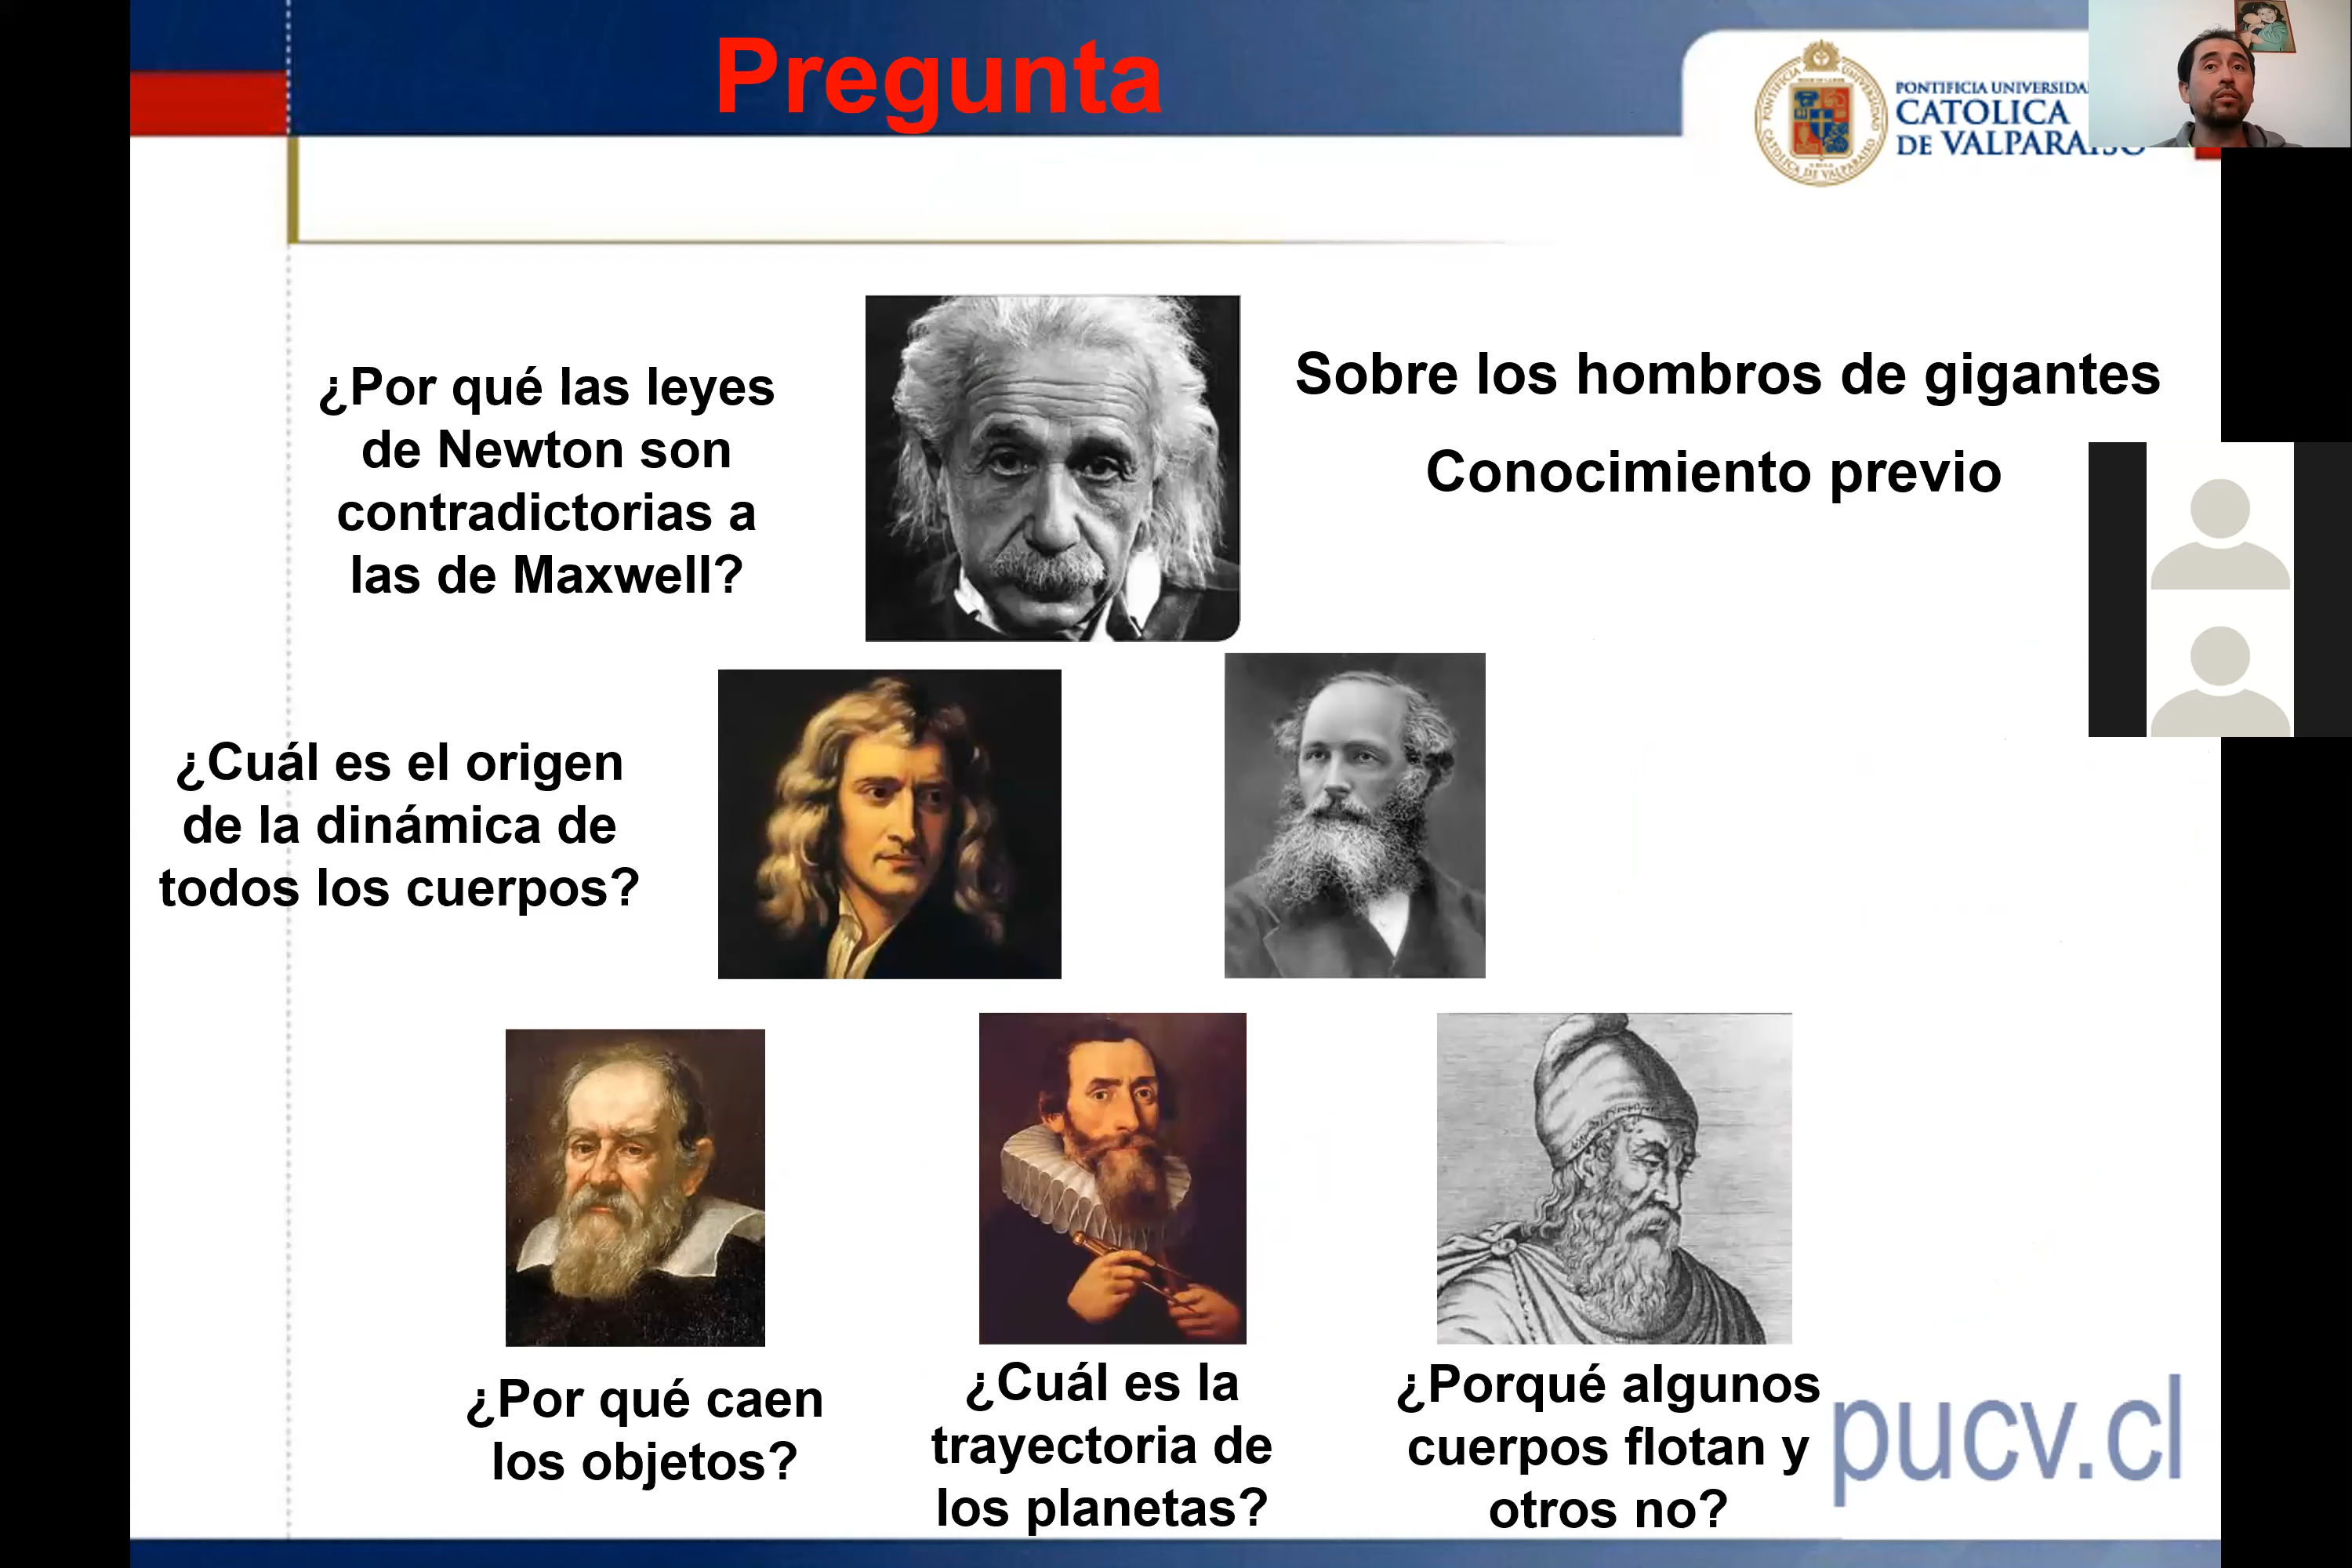 Pregunta
PONTIFICIA
CATOLICA
DE
¿Por qué las leyes
de Newton son
contradictorias a
las de Maxwell?
Sobre los hombros de gigantes
Conocimiento previo
¿Cuál es el origen
de la dinámica de
todos los cuerpos?
¿Por qué caen
los objetos?
¿Cuál es la
trayectoria de
los planetas?
¿Porqué algunos
cuerpos flotan y
otros no?
pucv.cl